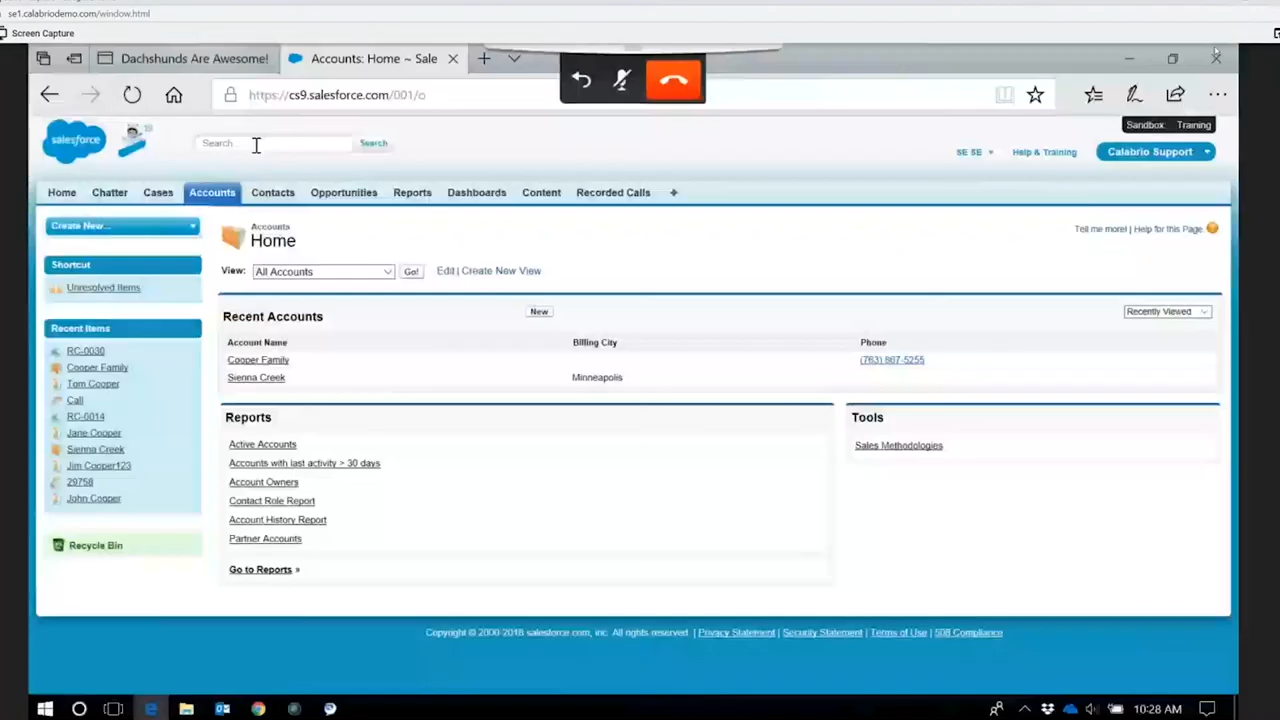 se1.calabriodemo.com/window.html
Screen Capture
Dachshunds Are Awesome!
Accounts: Home ~ Sale
https://cs9.salesforce.com/001/o
Sandbox: Training
salesforce
Search
Search
SE SE
Help & Training
Calabrio Support
Home
Chatter
Cases
Accounts
Contacts
Opportunities
Reports
Dashboards
Content
Recorded Calls
Create New...
Accounts
Home
Tell me more! | Help for this Page
View: All Accounts Go! Edit | Create New View
Shortcut
Unresolved Items
Recent Accounts
New
Recently Viewed
Account Name Billing City Phone
Cooper Family (763) 867-5255
Sienna Creek Minneapolis
Recent Items
RC-0030
Cooper Family
Tom Cooper
Call
RC-0014
Jane Cooper
Sienna Creek
Jim Cooper123
29758
John Cooper
Recycle Bin
Reports
Active Accounts
Accounts with last activity > 30 days
Account Owners
Contact Role Report
Account History Report
Partner Accounts
Go to Reports »
Tools
Sales Methodologies
Copyright © 2000-2018 salesforce.com, inc. All rights reserved. | Privacy Statement | Security Statement | Terms of Use | 508 Compliance
10:28 AM